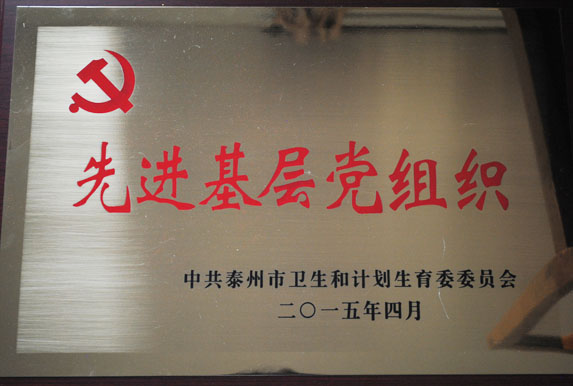 先进基层党组织
中共泰州市卫生和计划生育委委员会
二〇一五年四月